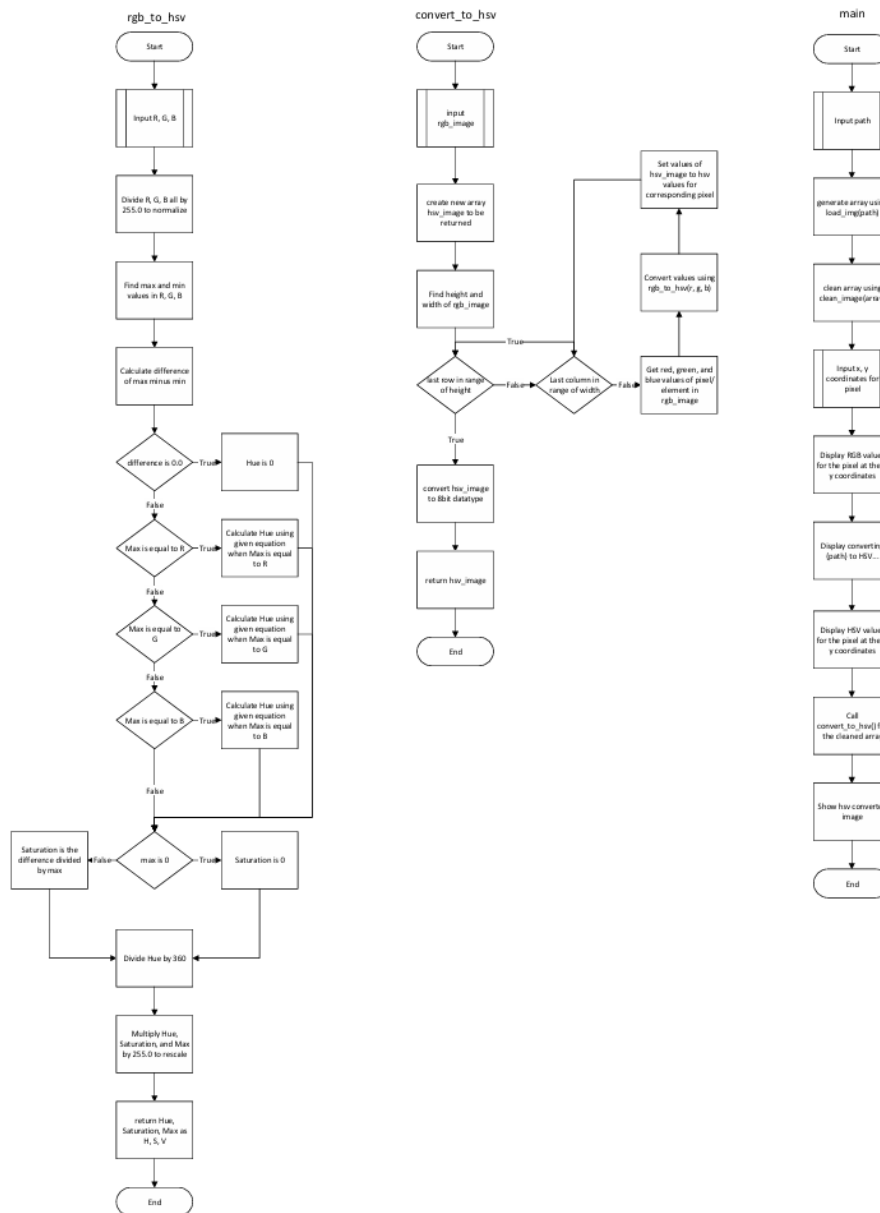 rgb_to_hsv
Start
Input R, G, B
Divide R, G, B all by
255.0 to normalize
Find max and min
values in R, G, B
Calculate difference
of max minus min
difference is 0.0
True
Hue is 0
False
Max is equal to R
True
Calculate Hue using
given equation
when Max is equal
to R
False
Max is equal to
G
True
Calculate Hue using
given equation
when Max is equal
to G
False
Max is equal to B
True
Calculate Hue using
given equation
when Max is equal
to B
False
max is 0
False
Saturation is the
difference divided
by max
True
Saturation is 0
Divide Hue by 360
Multiply Hue,
Saturation, and Max
by 255.0 to rescale
return Hue,
Saturation, Max as
H, S, V
End
convert_to_hsv
Start
input
rgb_image
create new array
hsv_image to be
returned
Find height and
width of rgb_image
True
last row in range
of height
False
Last column in
range of width
False
Get red, green, and
blue values of pixel/
element in
rgb_image
Convert values using
rgb_to_hsv(r, g, b)
Set values of
hsv_image to hsv
values for
corresponding pixel
True
convert hsv_image
to 8bit datatype
return hsv_image
End
main
Start
Input path
generate array
load_img(path)
clean array using
Input x, y
coordinates for
pixel
Display RGB
for the pixel at the
y coordinates
Display
{path} to HSV...
Display HSV
for the pixel at the
y coordinates
Call
convert_to_hsv()
the cleaned
Show hsv
image
End